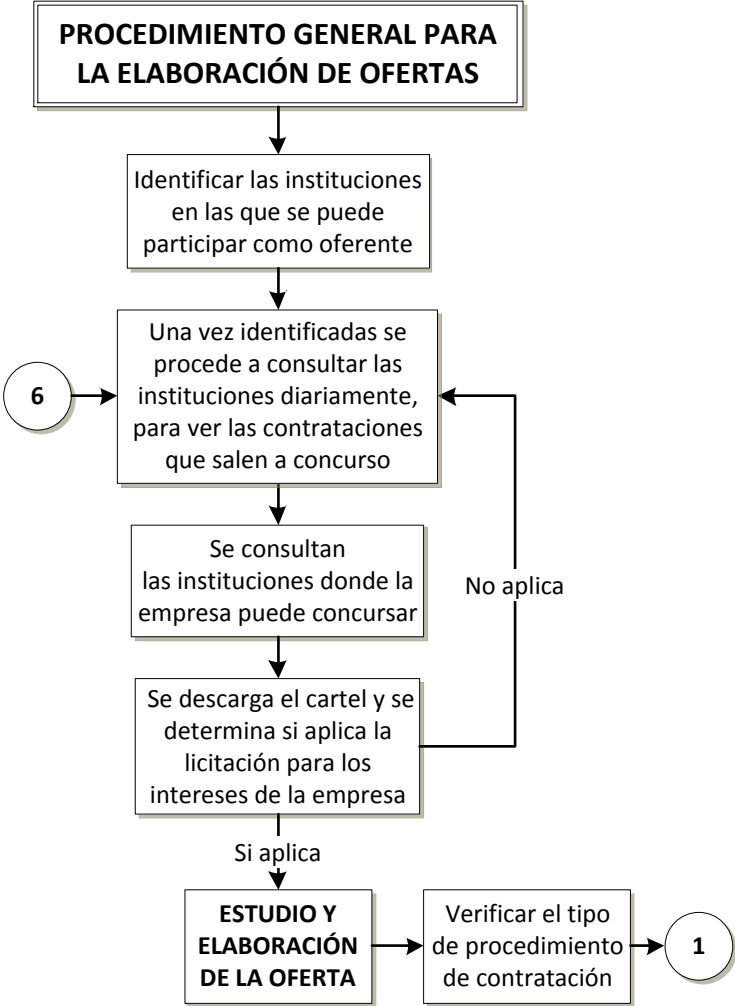 PROCEDIMIENTO GENERAL PARA
LA ELABORACIÓN DE OFERTAS
Identificar las instituciones
en las que se puede
participar como oferente
Una vez identificadas se
procede a consultar las
instituciones diariamente,
para ver las contrataciones
que salen a concurso
6
Se consultan
las instituciones donde la
empresa puede concursar
No aplica
Se descarga el cartel y se
determina si aplica la
licitación para los
intereses de la empresa
Si aplica
ESTUDIO Y
ELABORACIÓN
DE LA OFERTA
Verificar el tipo
de procedimiento
de contratación
1